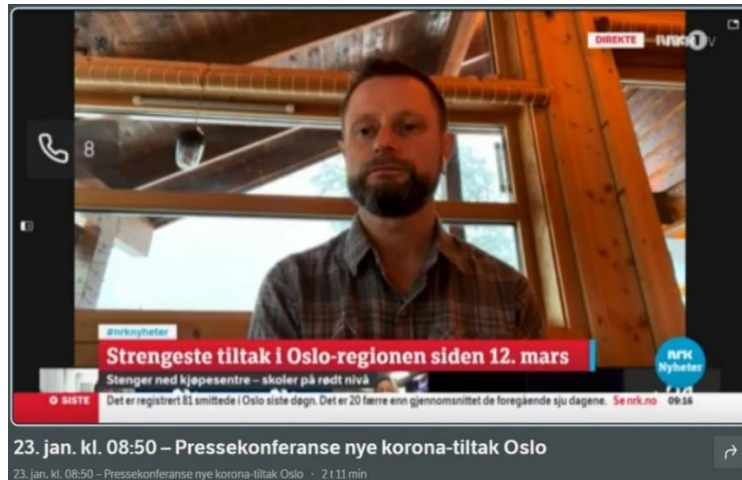 DIREKTE
nrk1 TV
8
#nrknyheter
Strengeste tiltak i Oslo-regionen siden 12. mars
Stenger ned kjøpesentre – skoler på rødt nivå
nrk
Nyheter
SISTE
Det er registrert 81 smittede i Oslo siste døgn. Det er 20 færre enn gjennomsnittet de foregående sju dagene. Se nrk.no 09:16
23. jan. kl. 08:50 – Pressekonferanse nye korona-tiltak Oslo
23. jan. kl. 08:50 – Pressekonferanse nye korona-tiltak Oslo · 2 t 11 min